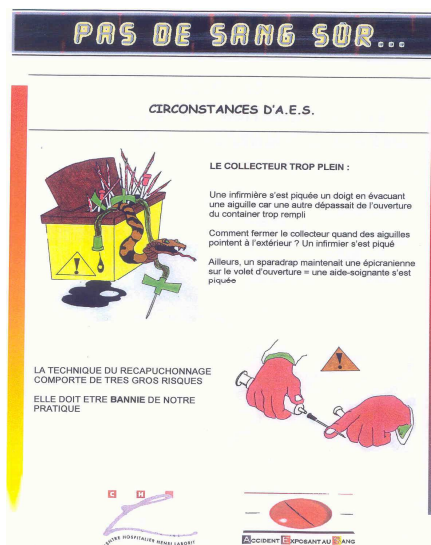 PAS DE SANG SÛR...
CIRCONSTANCES D'A.E.S.
LE COLLECTEUR TROP PLEIN :
Une infirmière s'est piquée un doigt en évacuant
une aiguille car une autre dépassait de l'ouverture
du container trop rempli
Comment fermer le collecteur quand des aiguilles
pointent à l'extérieur ? Un infirmier s'est piqué
Ailleurs, un sparadrap maintenait une épicranienne
sur le volet d'ouverture = une aide-soignante s'est
piquée
LA TECHNIQUE DU RECAPUCHONNAGE
COMPORTE DE TRES GROS RISQUES
ELLE DOIT ETRE BANNIE DE NOTRE
PRATIQUE
C H
CENTRE HOSPITALIER HENRI LABORIT
ACCIDENT EXPOSANT AU SANG